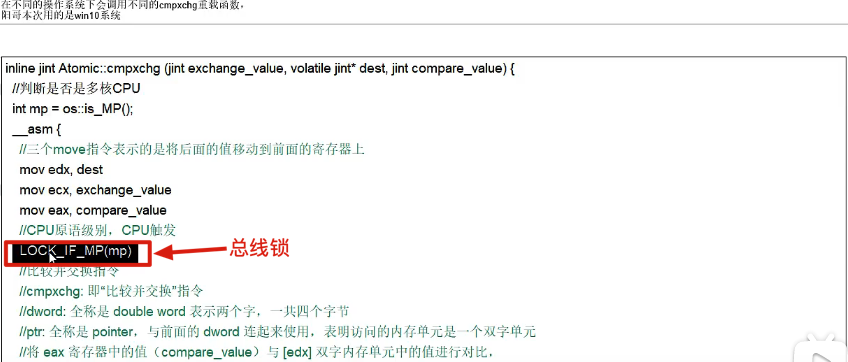 在不同的操作系统下会调用不同的cmpxchg重载函数，
阳哥本次用的是win10系统
inline jint Atomic::cmpxchg (jint exchange_value, volatile jint* dest, jint compare_value) {
//判断是否是多核CPU
int mp = os::is_MP();
__asm {
//三个move指令表示的是将后面的值移动到前面的寄存器上
mov edx, dest
mov ecx, exchange_value
mov eax, compare_value
//CPU原语级别，CPU触发
LOCK_IF_MP(mp)
总线锁
//比较并交换指令
//cmpxchg: 即“比较并交换”指令
//dword: 全称是 double word 表示两个字，一共四个字节
//ptr: 全称是 pointer，与前面的 dword 连起来使用，表明访问的内存单元是一个双字单元
//将 eax 寄存器中的值（compare_value）与 [edx] 双字内存单元中的值进行对比，